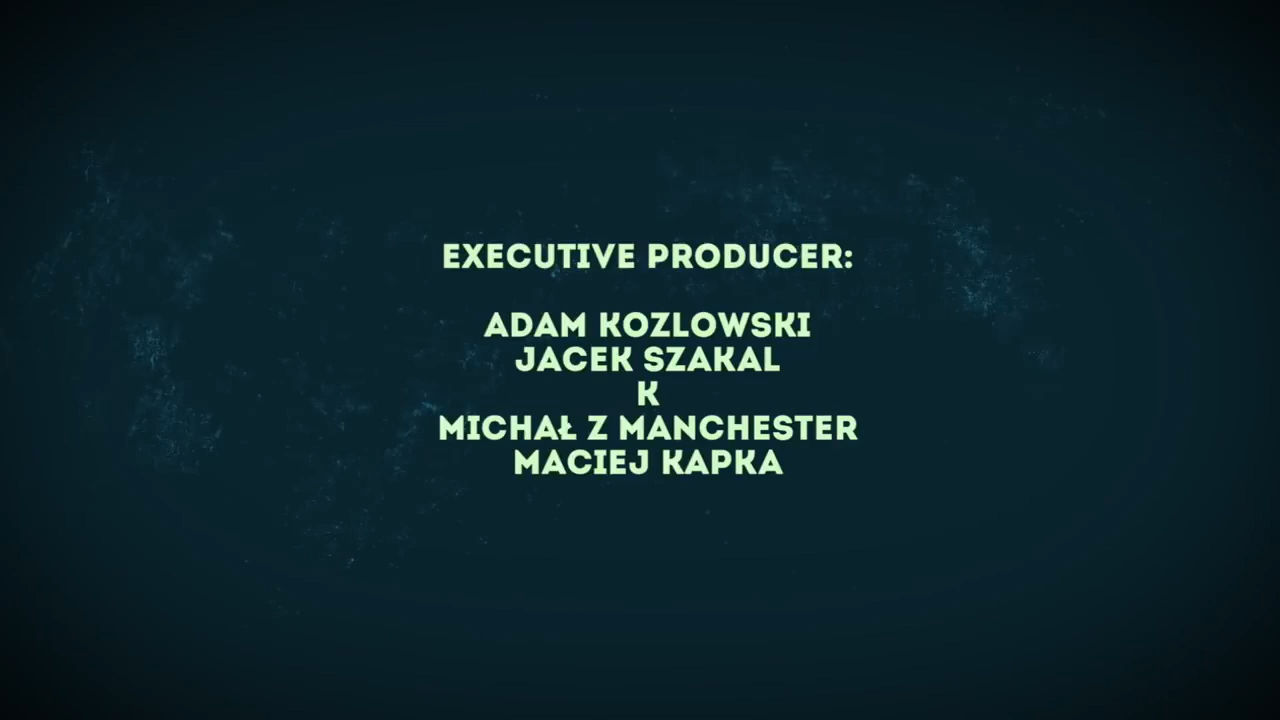 EXECUTIVE PRODUCER:
ADAM KOZLOWSKI
JACEK SZAKAL
K
MICHAŁ Z MANCHESTER
MACIEJ KAPKA